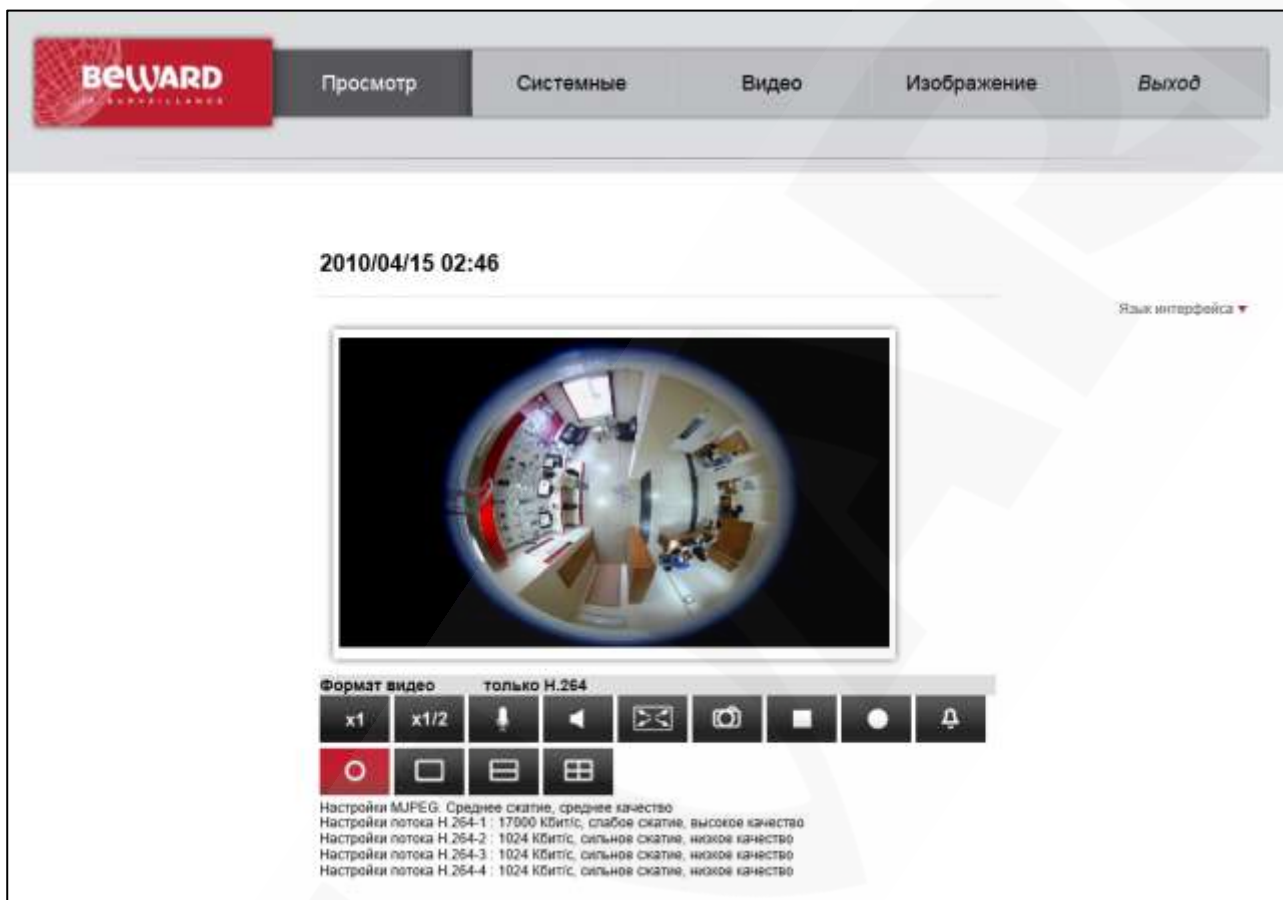 BEWARD
IP SURVEILLANCE
Просмотр Системные Видео Изображение Выход
2010/04/15 02:46
Язык интерфейса
Формат видео только H.264
x1 x1/2
Настройки MJPEG: Среднее сжатие, среднее качество
Настройки потока H.264-1 : 17000 Кбит/с, слабое сжатие, высокое качество
Настройки потока H.264-2 : 1024 Кбит/с, сильное сжатие, низкое качество
Настройки потока H.264-3 : 1024 Кбит/с, сильное сжатие, низкое качество
Настройки потока H.264-4 : 1024 Кбит/с, сильное сжатие, низкое качество